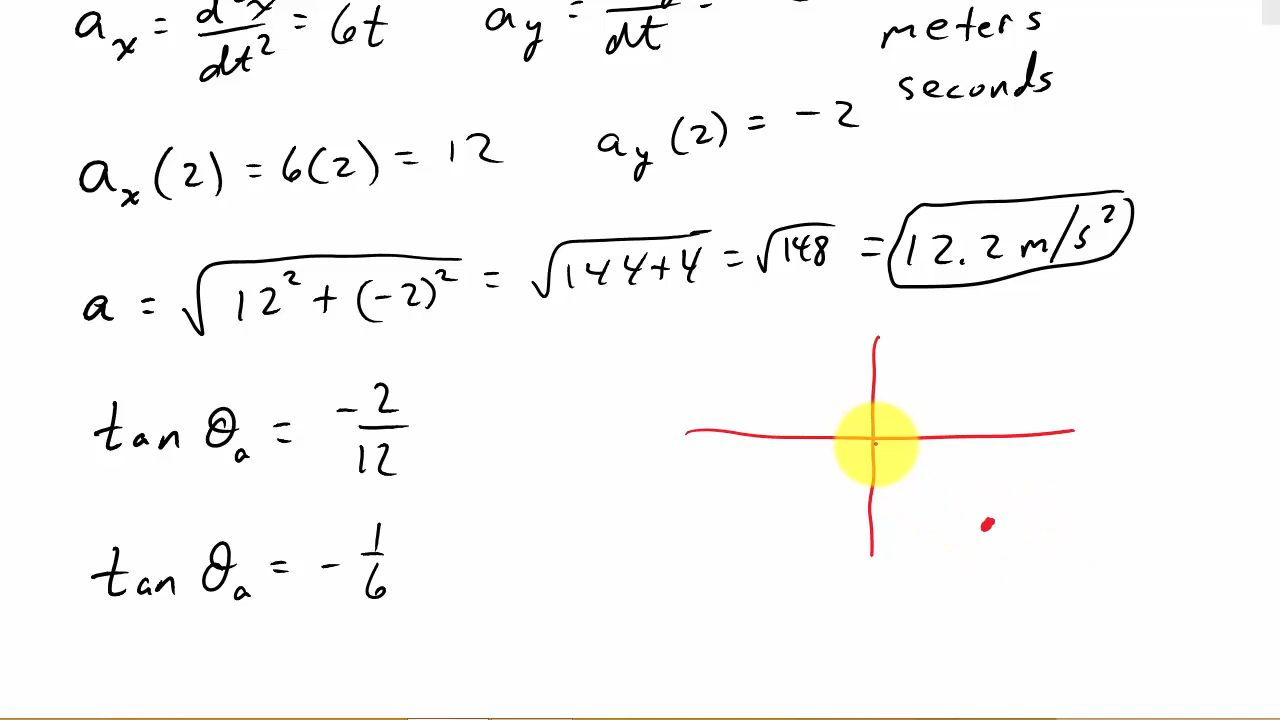 aₓ = d²x/dt² = 6t a_y = /dt = meters
seconds
aₓ(2) = 6(2) = 12 a_y(2) = -2
a = √(12² + (-2)²) = √(144+4) = √148 = 12.2 m/s²
tan θₐ = -2/12
tan θₐ = -1/6